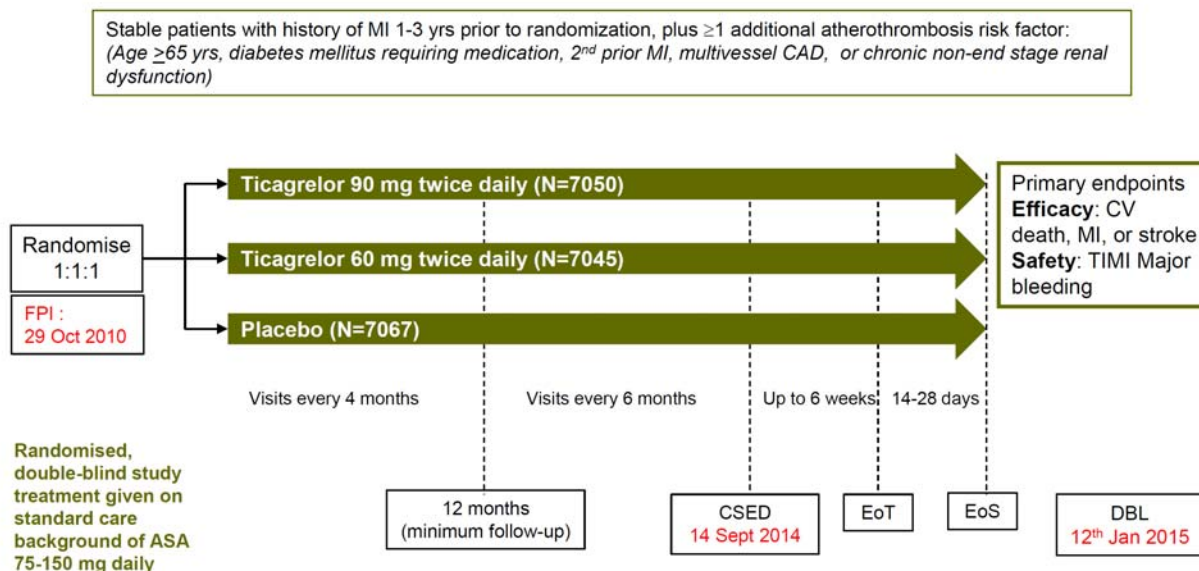 Stable patients with history of MI 1-3 yrs prior to randomization, plus ≥1 additional atherothrombosis risk factor:
(Age ≥65 yrs, diabetes mellitus requiring medication, 2nd prior MI, multivessel CAD, or chronic non-end stage renal
dysfunction)
Ticagrelor 90 mg twice daily (N=7050)
Ticagrelor 60 mg twice daily (N=7045)
Placebo (N=7067)
Randomise
1:1:1
FPI :
29 Oct 2010
Primary endpoints
Efficacy: CV
death, MI, or stroke
Safety: TIMI Major
bleeding
Visits every 4 months
Visits every 6 months
Up to 6 weeks
14-28 days
Randomised,
double-blind study
treatment given on
standard care
background of ASA
75-150 mg daily
12 months
(minimum follow-up)
CSED
14 Sept 2014
EoT
EoS
DBL
12th Jan 2015